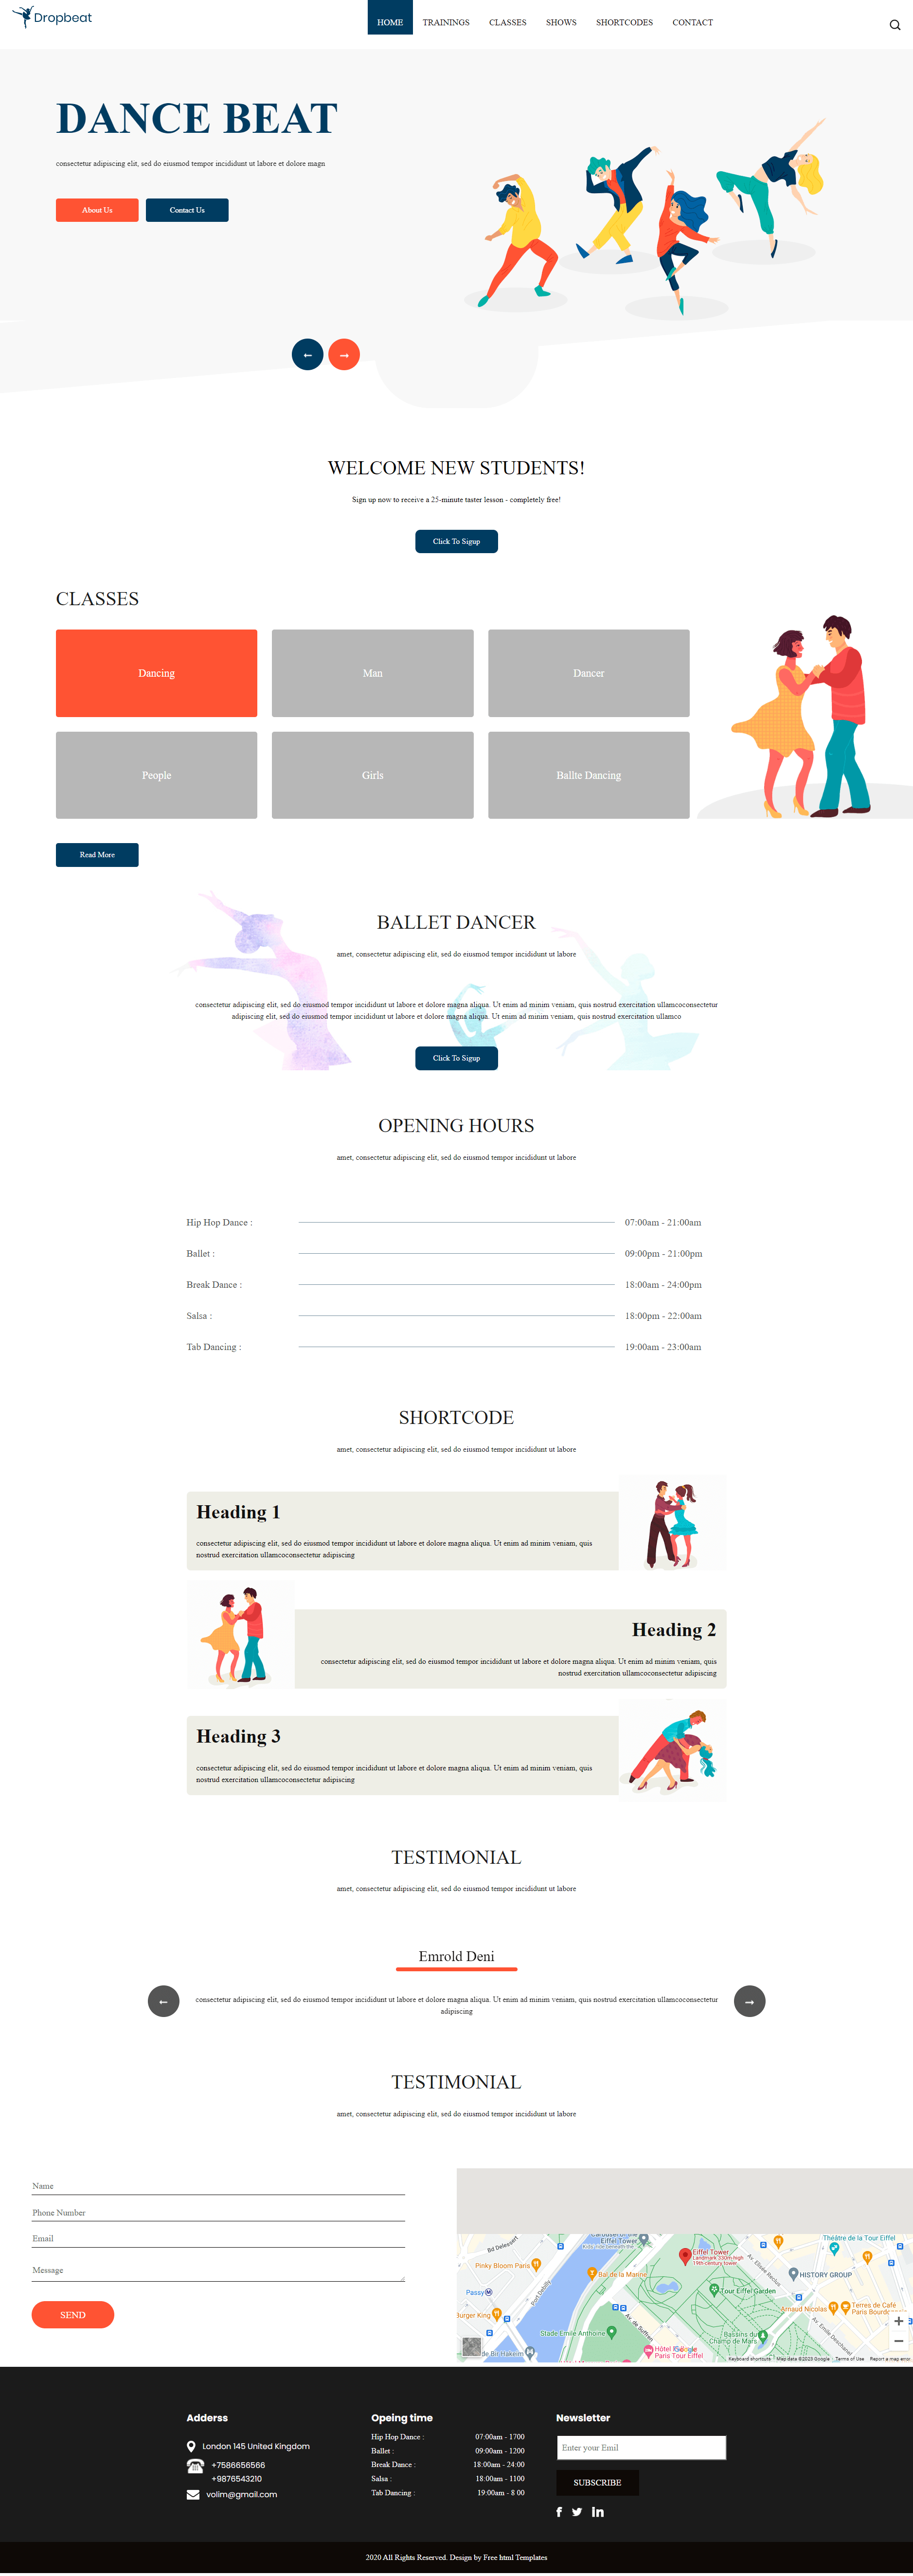 Dropbeat
HOME TRAININGS CLASSES SHOWS SHORTCODES CONTACT
DANCE BEAT
consectetur adipiscing elit, sed do eiusmod tempor incididunt ut labore et dolore magn
About Us
Contact Us
WELCOME NEW STUDENTS!
Sign up now to receive a 25-minute taster lesson - completely free!
Click To Sigup
CLASSES
Dancing
Man
Dancer
People
Girls
Ballte Dancing
Read More
BALLET DANCER
amet, consectetur adipiscing elit, sed do eiusmod tempor incididunt ut labore
consectetur adipiscing elit, sed do eiusmod tempor incididunt ut labore et dolore magna aliqua. Ut enim ad minim veniam, quis nostrud exercitation ullamcoconsectetur
adipiscing elit, sed do eiusmod tempor incididunt ut labore et dolore magna aliqua. Ut enim ad minim veniam, quis nostrud exercitation ullamco
Click To Sigup
OPENING HOURS
amet, consectetur adipiscing elit, sed do eiusmod tempor incididunt ut labore
Hip Hop Dance : 07:00am - 21:00am
Ballet : 09:00pm - 21:00pm
Break Dance : 18:00am - 24:00pm
Salsa : 18:00pm - 22:00am
Tab Dancing : 19:00am - 23:00am
SHORTCODE
amet, consectetur adipiscing elit, sed do eiusmod tempor incididunt ut labore
Heading 1
consectetur adipiscing elit, sed do eiusmod tempor incididunt ut labore et dolore magna aliqua. Ut enim ad minim veniam, quis
nostrud exercitation ullamcoconsectetur adipiscing
Heading 2
consectetur adipiscing elit, sed do eiusmod tempor incididunt ut labore et dolore magna aliqua. Ut enim ad minim veniam, quis
nostrud exercitation ullamcoconsectetur adipiscing
Heading 3
consectetur adipiscing elit, sed do eiusmod tempor incididunt ut labore et dolore magna aliqua. Ut enim ad minim veniam, quis
nostrud exercitation ullamcoconsectetur adipiscing
TESTIMONIAL
amet, consectetur adipiscing elit, sed do eiusmod tempor incididunt ut labore
Emrold Deni
consectetur adipiscing elit, sed do eiusmod tempor incididunt ut labore et dolore magna aliqua. Ut enim ad minim veniam, quis nostrud exercitation ullamcoconsectetur
adipiscing
TESTIMONIAL
amet, consectetur adipiscing elit, sed do eiusmod tempor incididunt ut labore
Name
Phone Number
Email
Message
SEND
Bd Delessert
Eiffel Tower
Eiffel Tower
Landmark 330m high
19th-century tower
Théâtre de la Tour Eiffel
Pinky Bloom Paris
Bal de la Marine
HISTORY GROUP
Passy
Port Debilly
Tour Eiffel Garden
Burger King
Av. de Suffren
Arnaud Nicolas
Terres de Café
Paris Bourdo
Stade Emile Anthoine
Bassins du
Champ de Mars
de Bir-Hakeim
Hôtel
Paris Tour Eiffel
Google
Keyboard shortcuts Map data ©2023 Google Terms of Use Report a map error
Adderss
London 145 United Kingdom
+7586656566
+9876543210
volim@gmail.com
Opeing time
Hip Hop Dance : 07:00am - 1700
Ballet : 09:00am - 1200
Break Dance : 18:00am - 24:00
Salsa : 18:00am - 1100
Tab Dancing : 19:00am - 8 00
Newsletter
Enter your Emil
SUBSCRIBE
2020 All Rights Reserved. Design by Free html Templates